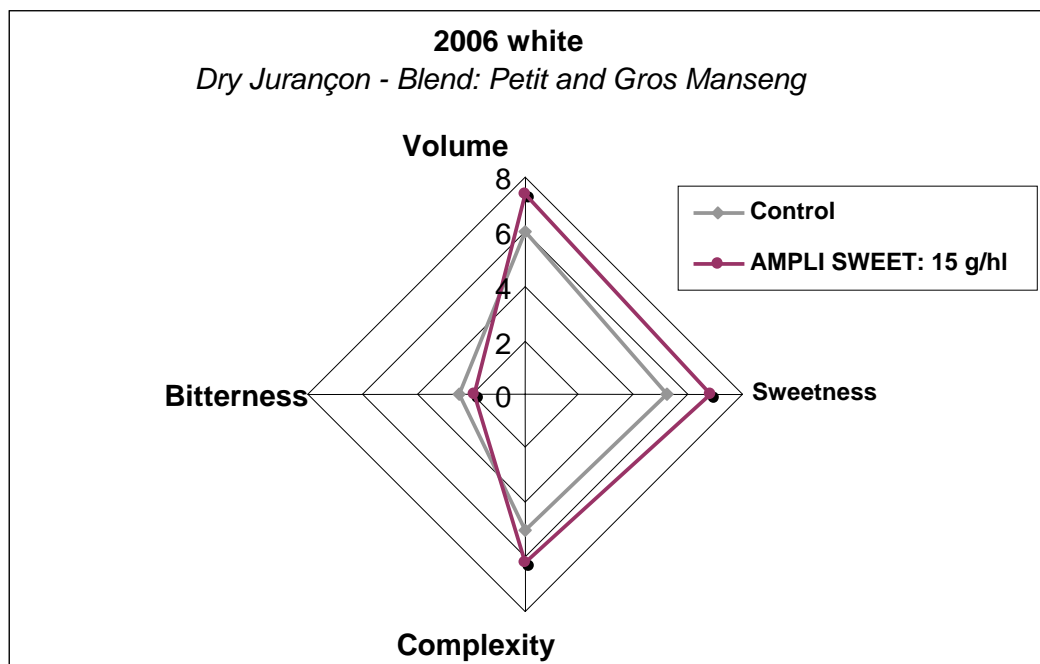 2006 white
Dry Jurançon - Blend: Petit and Gros Manseng
Volume
8
Control
6
AMPLI SWEET: 15 g/hl
4
2
Bitterness
0
Sweetness
Complexity